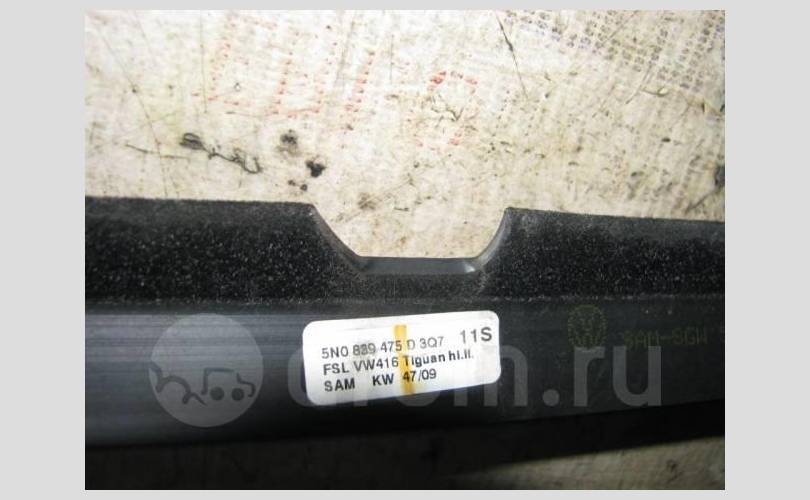 5N0 839 475 D 3Q7 11S
FSL VW416 Tiguan hi.li.
SAM KW 47/09
SAM-SGW
drom.ru